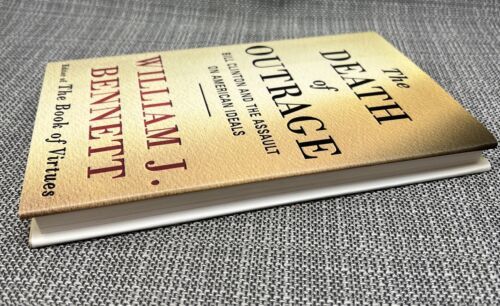 The
DEATH
of
OUTRAGE
BILL CLINTON AND THE ASSAULT
ON AMERICAN IDEALS
WILLIAM J.
BENNETT
Editor of The Book of Virtues